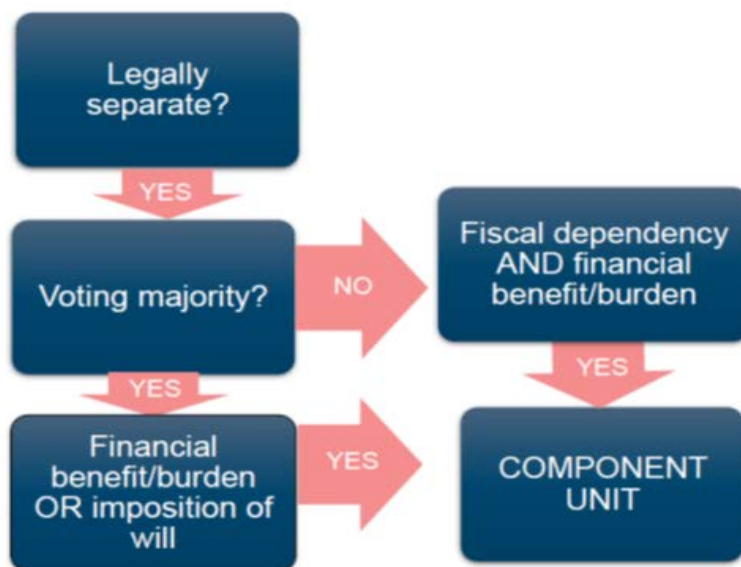 Legally
separate?
YES
Voting majority?
NO
Fiscal dependency
AND financial
benefit/burden
YES
YES
Financial
benefit/burden
OR imposition of
will
YES
COMPONENT
UNIT